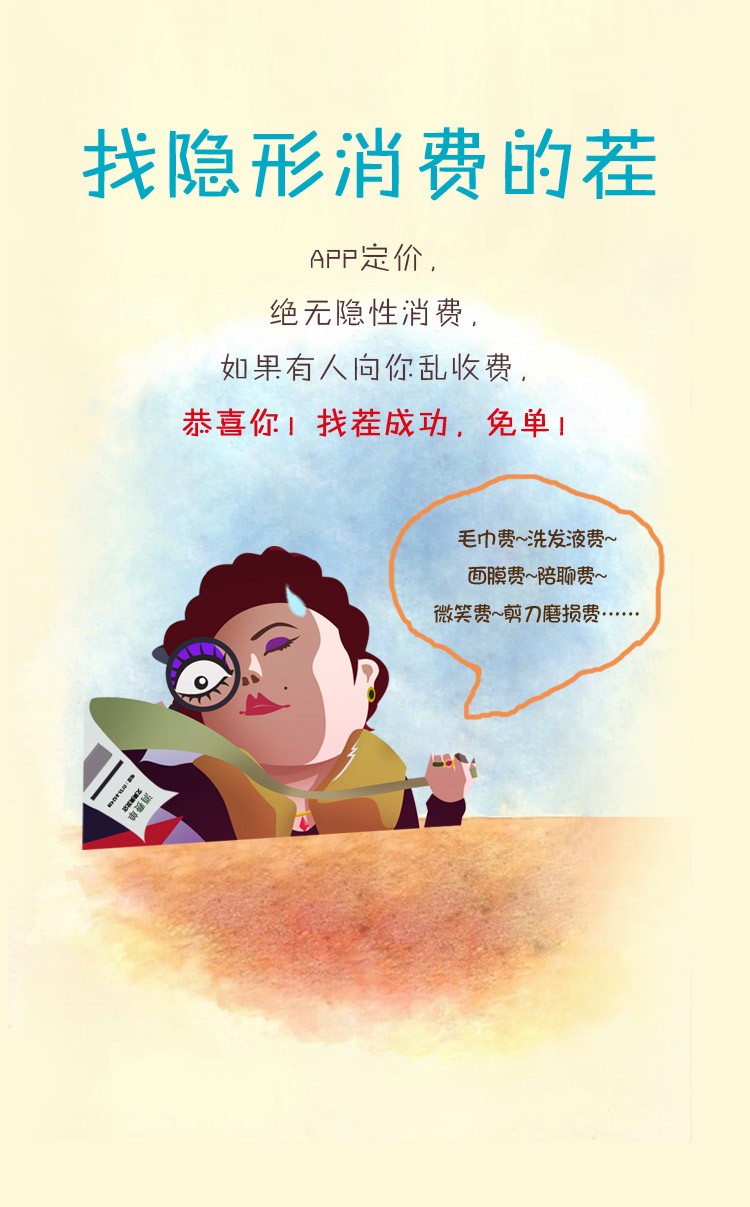 找隐形消费的茬
APP定价，
绝无隐性消费，
如果有人向你乱收费，
恭喜你！找茬成功，免单！
毛巾费~洗发液费~
面膜费~陪聊费~
微笑费~剪刀磨损费……
消费单